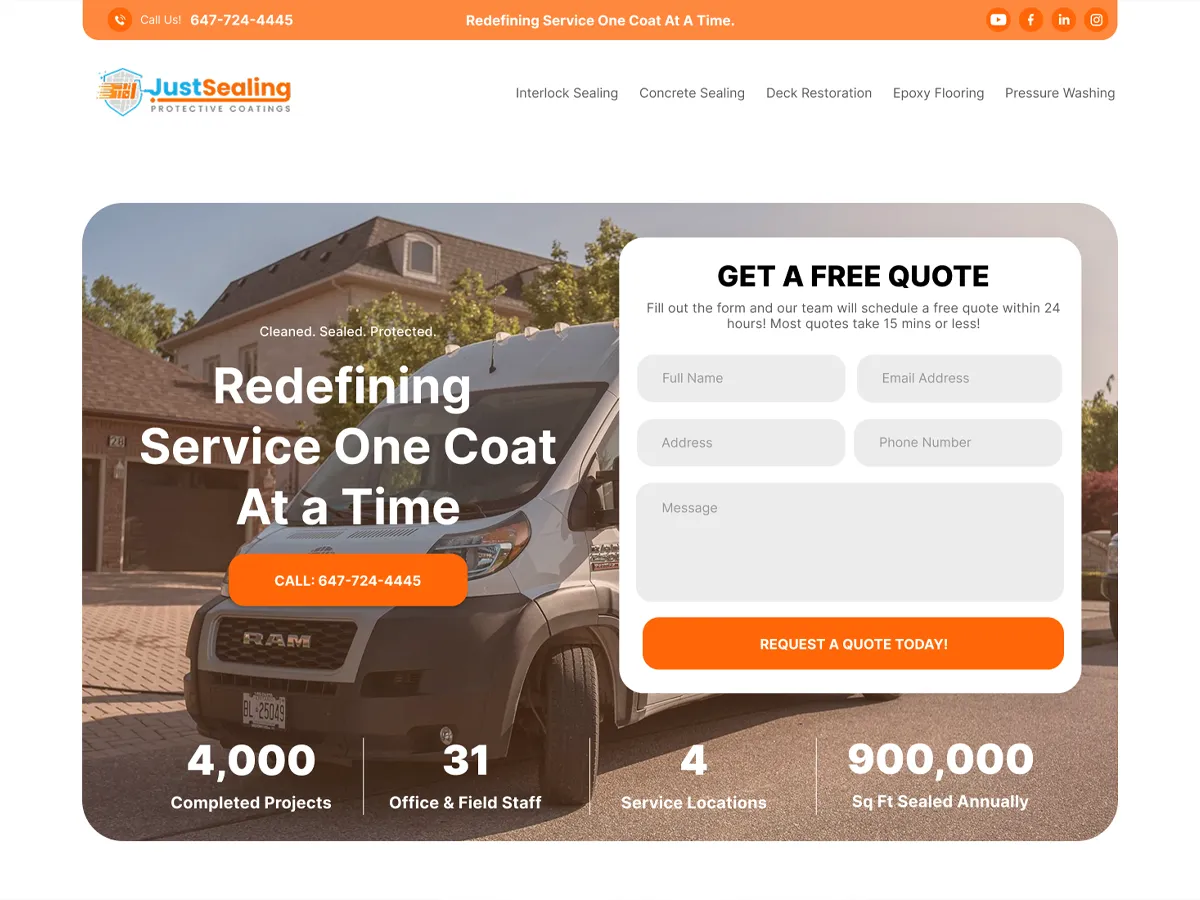 Call Us! 647-724-4445
Redefining Service One Coat At A Time.
JustSealing
PROTECTIVE COATINGS
Interlock Sealing
Concrete Sealing
Deck Restoration
Epoxy Flooring
Pressure Washing
Cleaned. Sealed. Protected.
Redefining
Service One Coat
At a Time
CALL: 647-724-4445
GET A FREE QUOTE
Fill out the form and our team will schedule a free quote within 24
hours! Most quotes take 15 mins or less!
Full Name
Email Address
Address
Phone Number
Message
REQUEST A QUOTE TODAY!
28
RAM
BL·25049
4,000
Completed Projects
31
Office & Field Staff
4
Service Locations
900,000
Sq Ft Sealed Annually